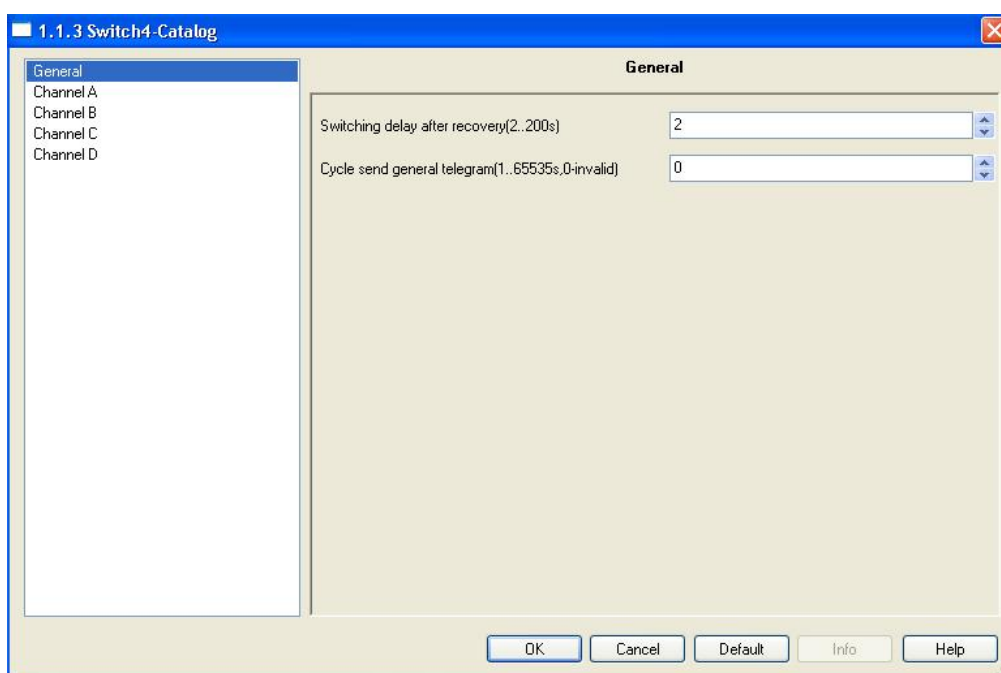 1.1.3 Switch4-Catalog
General
Channel A
Channel B
Channel C
Channel D
General
Switching delay after recovery(2..200s)
2
Cycle send general telegram(1..65535s,0-invalid)
0
OK
Cancel
Default
Info
Help